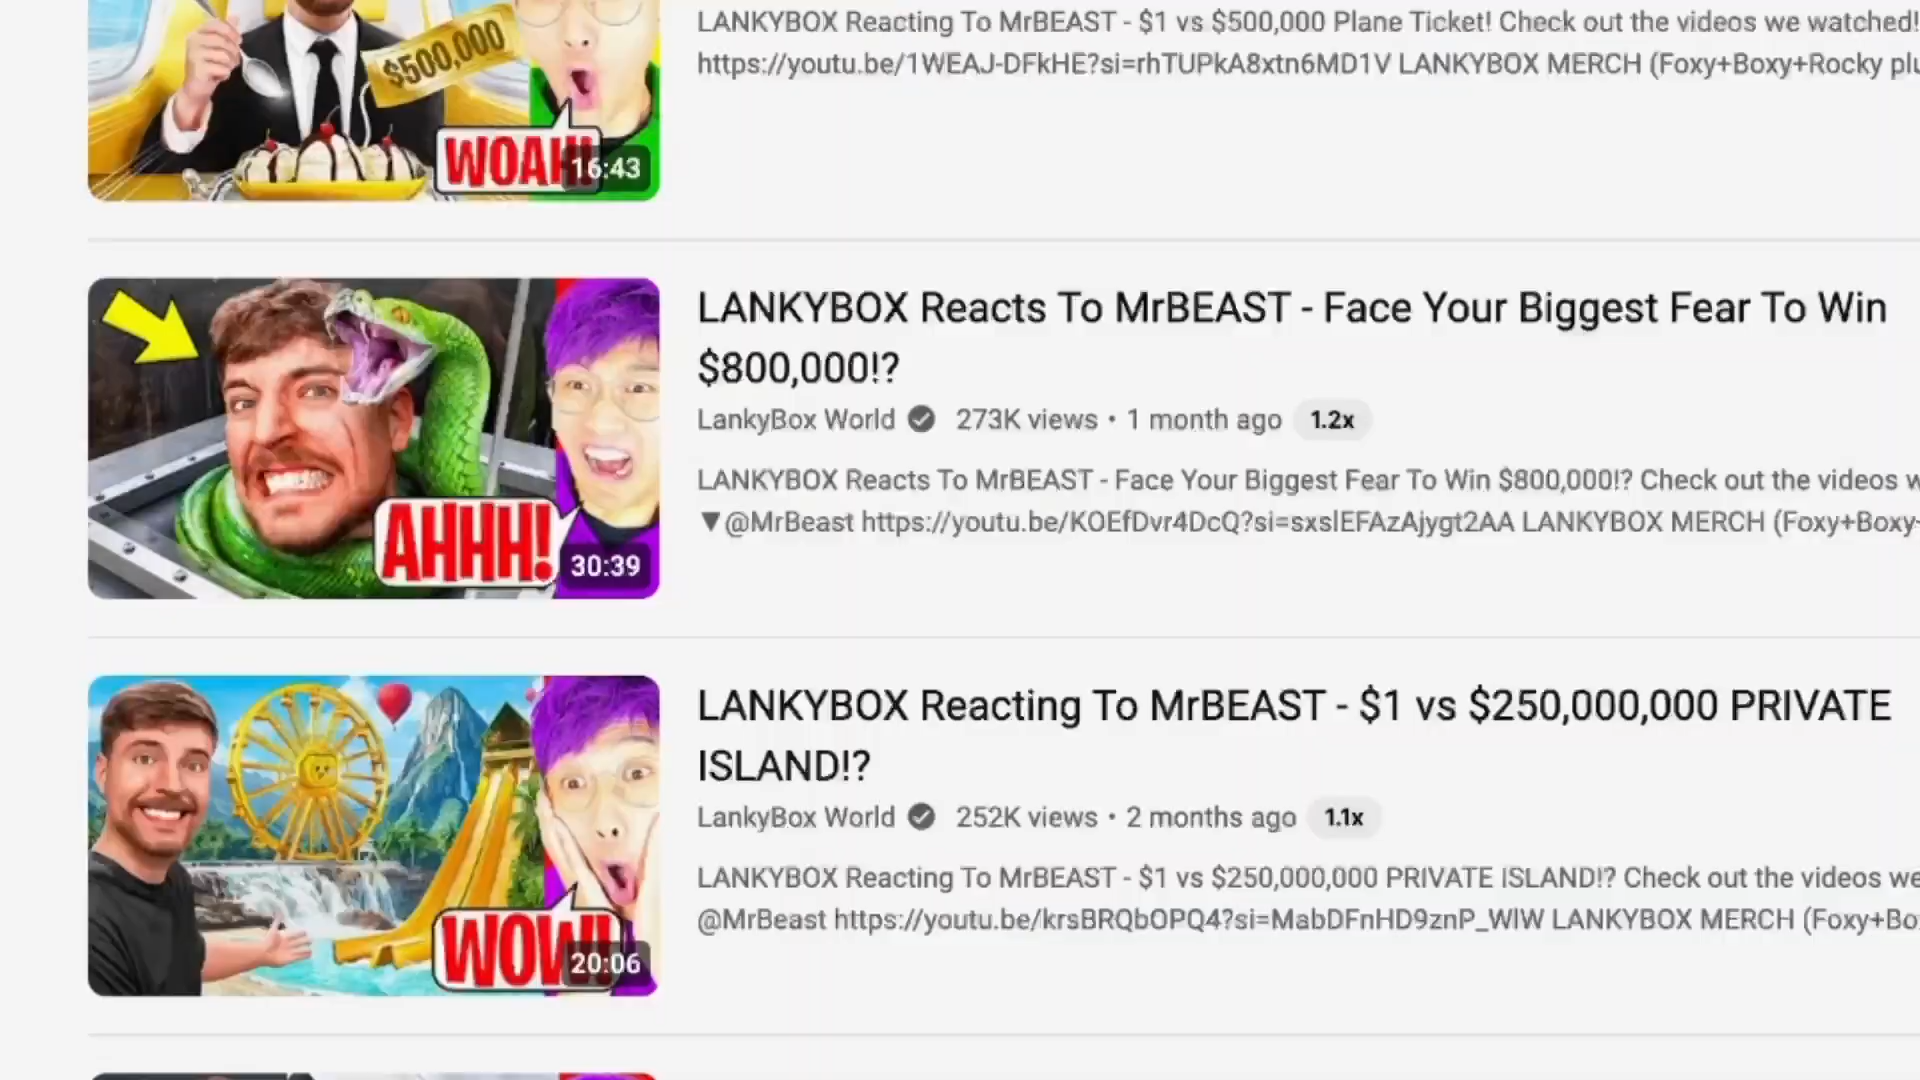 LANKYBOX Reacting To MrBEAST - $1 vs $500,000 Plane Ticket! Check out the videos we watched!
https://youtu.be/1WEAJ-DFkHE?si=rhTUPkA8xtn6MD1V LANKYBOX MERCH (Foxy+Boxy+Rocky plu
$500,000
WOAH!
16:43
LANKYBOX Reacts To MrBEAST - Face Your Biggest Fear To Win
$800,000!?
LankyBox World 273K views • 1 month ago 1.2x
LANKYBOX Reacts To MrBEAST - Face Your Biggest Fear To Win $800,000!? Check out the videos w
▼@MrBeast https://youtu.be/KOEfDvr4DcQ?si=sxslEFAzAjygt2AA LANKYBOX MERCH (Foxy+Boxy+
AHHH!
30:39
LANKYBOX Reacting To MrBEAST - $1 vs $250,000,000 PRIVATE
ISLAND!?
LankyBox World 252K views • 2 months ago 1.1x
LANKYBOX Reacting To MrBEAST - $1 vs $250,000,000 PRIVATE ISLAND!? Check out the videos we
@MrBeast https://youtu.be/krsBRQbOPQ4?si=MabDFnHD9znP_WlW LANKYBOX MERCH (Foxy+Bo
WOW!
20:06